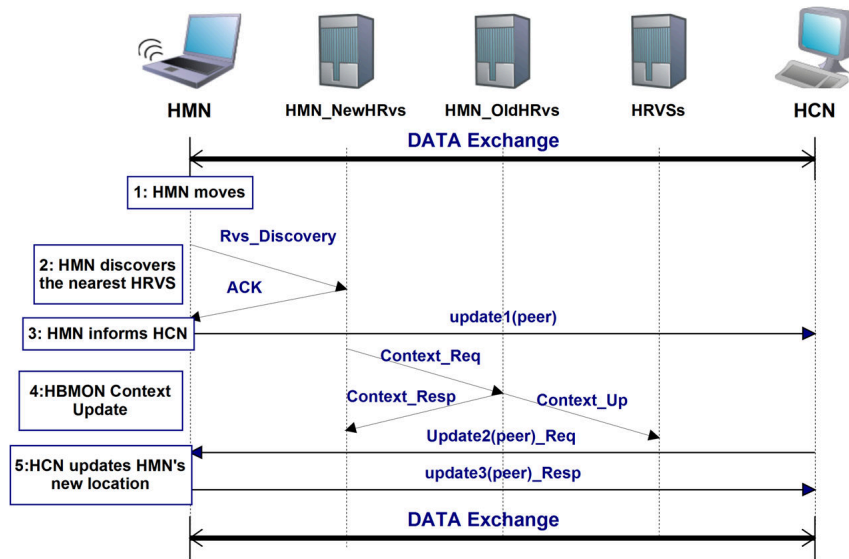 HMN
HMN_NewHRvs
HMN_OldHRvs
HRVSs
HCN
DATA Exchange
1: HMN moves
Rvs_Discovery
2: HMN discovers
the nearest HRVS
ACK
update1(peer)
3: HMN informs HCN
Context_Req
4:HBMON Context
Update
Context_Resp
Context_Up
Update2(peer)_Req
5:HCN updates HMN's
new location
update3(peer)_Resp
DATA Exchange